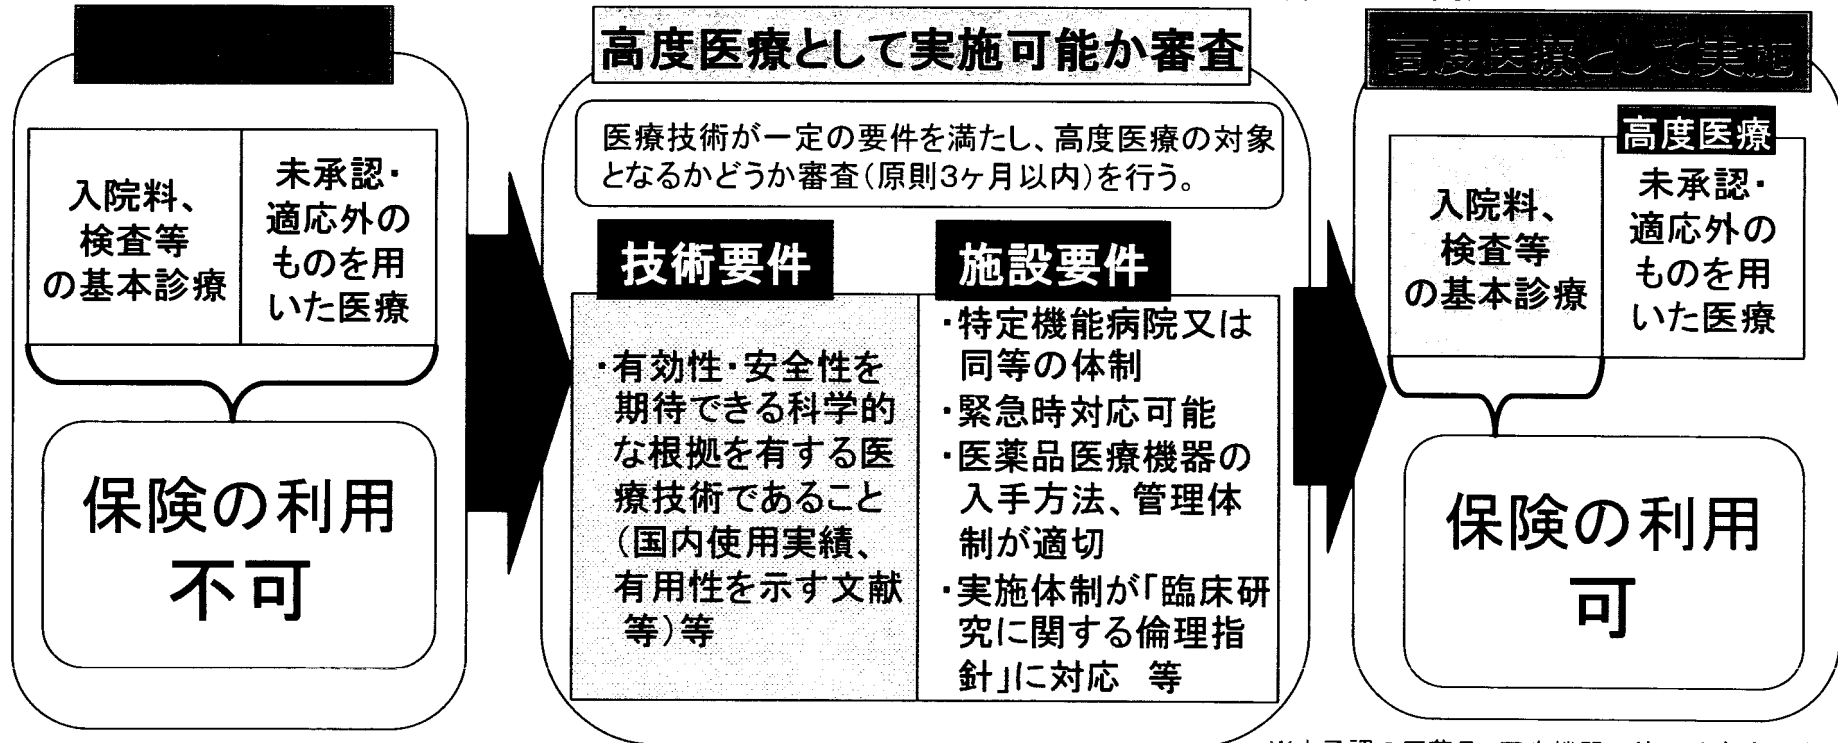 入院料、
検査等
の基本診療
未承認・
適応外の
ものを用
いた医療
保険の利用
不可
高度医療として実施可能か審査
医療技術が一定の要件を満たし、高度医療の対象
となるかどうか審査(原則3ヶ月以内)を行う。
技術要件
・有効性・安全性を
期待できる科学的
な根拠を有する医
療技術であること
(国内使用実績、
有用性を示す文献
等)等
施設要件
・特定機能病院又は
同等の体制
・緊急時対応可能
・医薬品医療機器の
入手方法、管理体
制が適切
・実施体制が「臨床研
究に関する倫理指
針」に対応 等
高度医療として実施
入院料、
検査等
の基本診療
高度医療
未承認・
適応外の
ものを用
いた医療
保険の利用
可